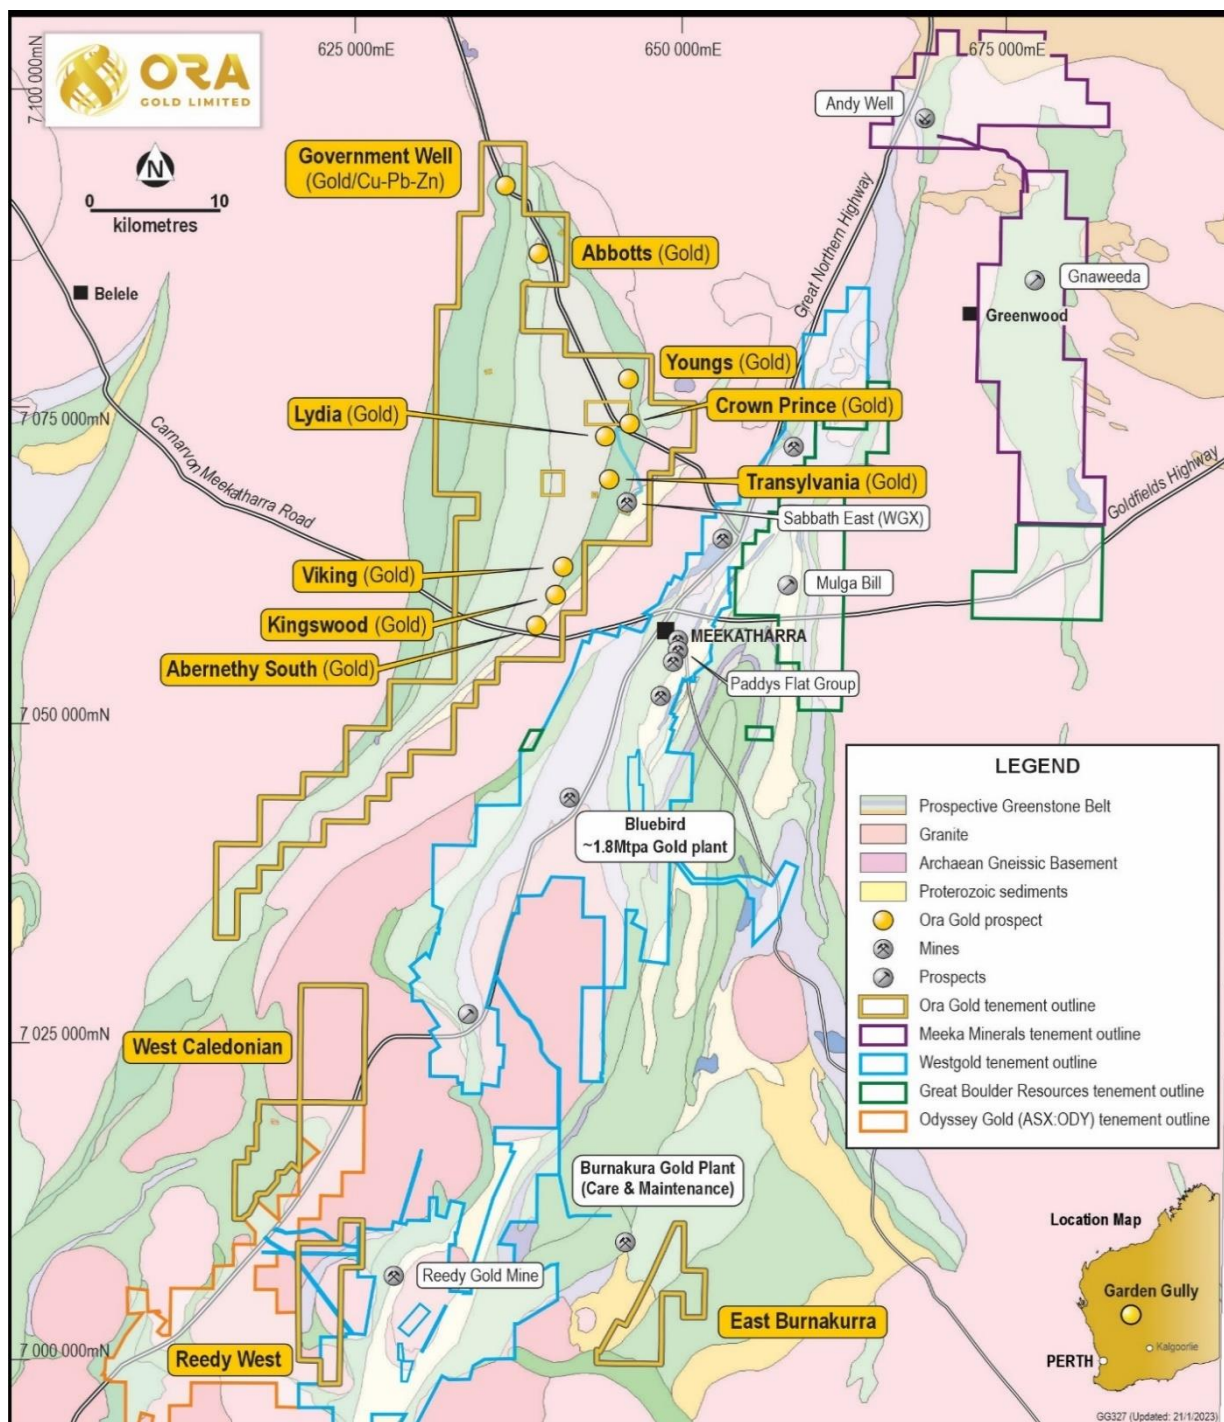 625 000mE
650 000mE
675 000mE
7 100 000mN
ORA
GOLD LIMITED
Andy Well
Government Well
(Gold/Cu-Pb-Zn)
N
0 10
kilometres
Great Northern Highway
Abbotts (Gold)
Gnaweeda
Belele
Greenwood
Youngs (Gold)
Lydia (Gold)
Crown Prince (Gold)
7 075 000mN
Carnarvon Meekatharra Road
Goldfields Highway
Transylvania (Gold)
Sabbath East (WGX)
Viking (Gold)
Mulga Bill
Kingswood (Gold)
MEEKATHARRA
Abernethy South (Gold)
Paddys Flat Group
7 050 000mN
LEGEND
Prospective Greenstone Belt
Granite
Archaean Gneissic Basement
Proterozoic sediments
Ora Gold prospect
Mines
Prospects
Ora Gold tenement outline
Meeka Minerals tenement outline
Westgold tenement outline
Great Boulder Resources tenement outline
Odyssey Gold (ASX:ODY) tenement outline
Bluebird
~1.8Mtpa Gold plant
7 025 000mN
West Caledonian
Burnakura Gold Plant
(Care & Maintenance)
Reedy Gold Mine
East Burnakurra
Reedy West
7 000 000mN
Location Map
Garden Gully
Kalgoorlie
PERTH
GG327 (Updated: 21/1/2023)